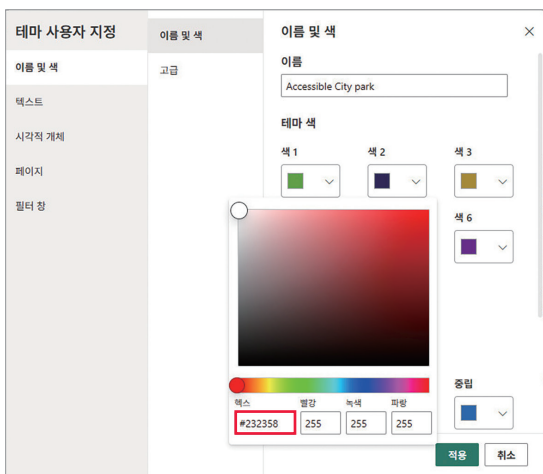 테마 사용자 지정
이름 및 색
텍스트
시각적 개체
페이지
필터 창
이름 및 색
고급
이름 및 색
이름
Accessible City park
테마 색
색 1 색 2 색 3
색 6
중립
헥스 빨강 녹색 파랑
#232358 255 255 255
적용 취소